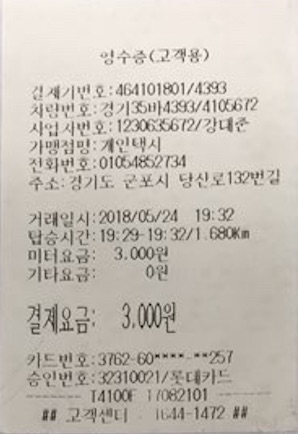 영수증(고객용)
결제기번호:464101801/4393
차량번호:경기35바4393/4105672
사업자번호:1230635672/강대준
가맹점명:개인택시
전화번호:01054852734
주소:경기도 군포시 당산로132번길
거래일시:2018/05/24 19:32
탑승시간:19:29-19:32/1.680Km
미터요금: 3.000원
기타요금: 0원
결제요금: 3,000원
카드번호:3762-60****-**257
승인번호:32310021/롯데카드
T4100F 17082101
## 고객센터 : 1644-1472 ##